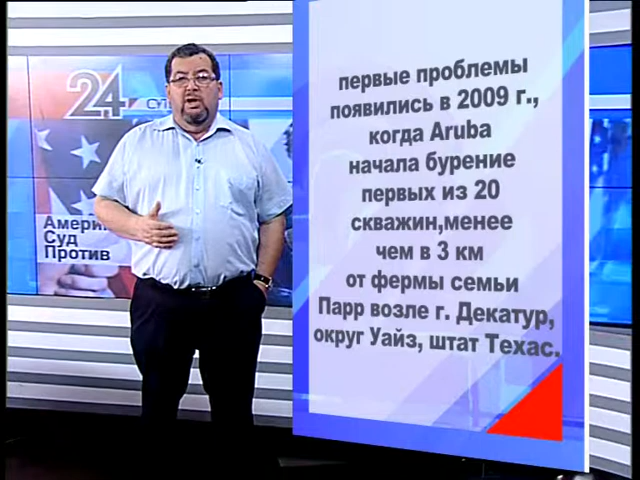 24
СУТ
Амери
Суд
Против
первые проблемы
появились в 2009 г.,
когда Aruba
начала бурение
первых из 20
скважин,менее
чем в 3 км
от фермы семьи
Парр возле г. Декатур,
округ Уайз, штат Техас.